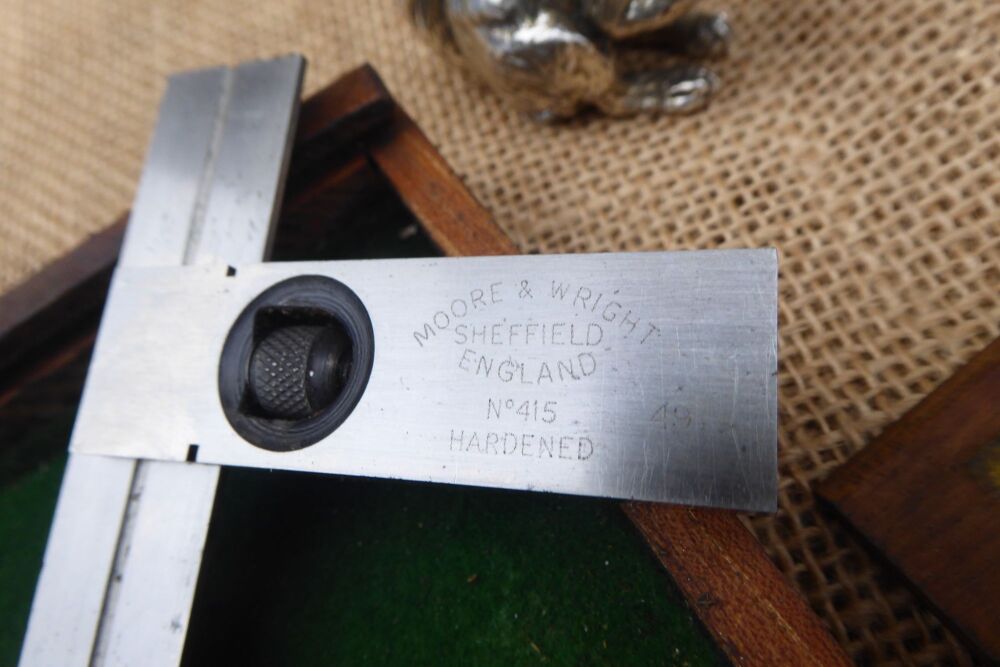 MOORE & WRIGHT
SHEFFIELD
ENGLAND
Nº415
HARDENED
49